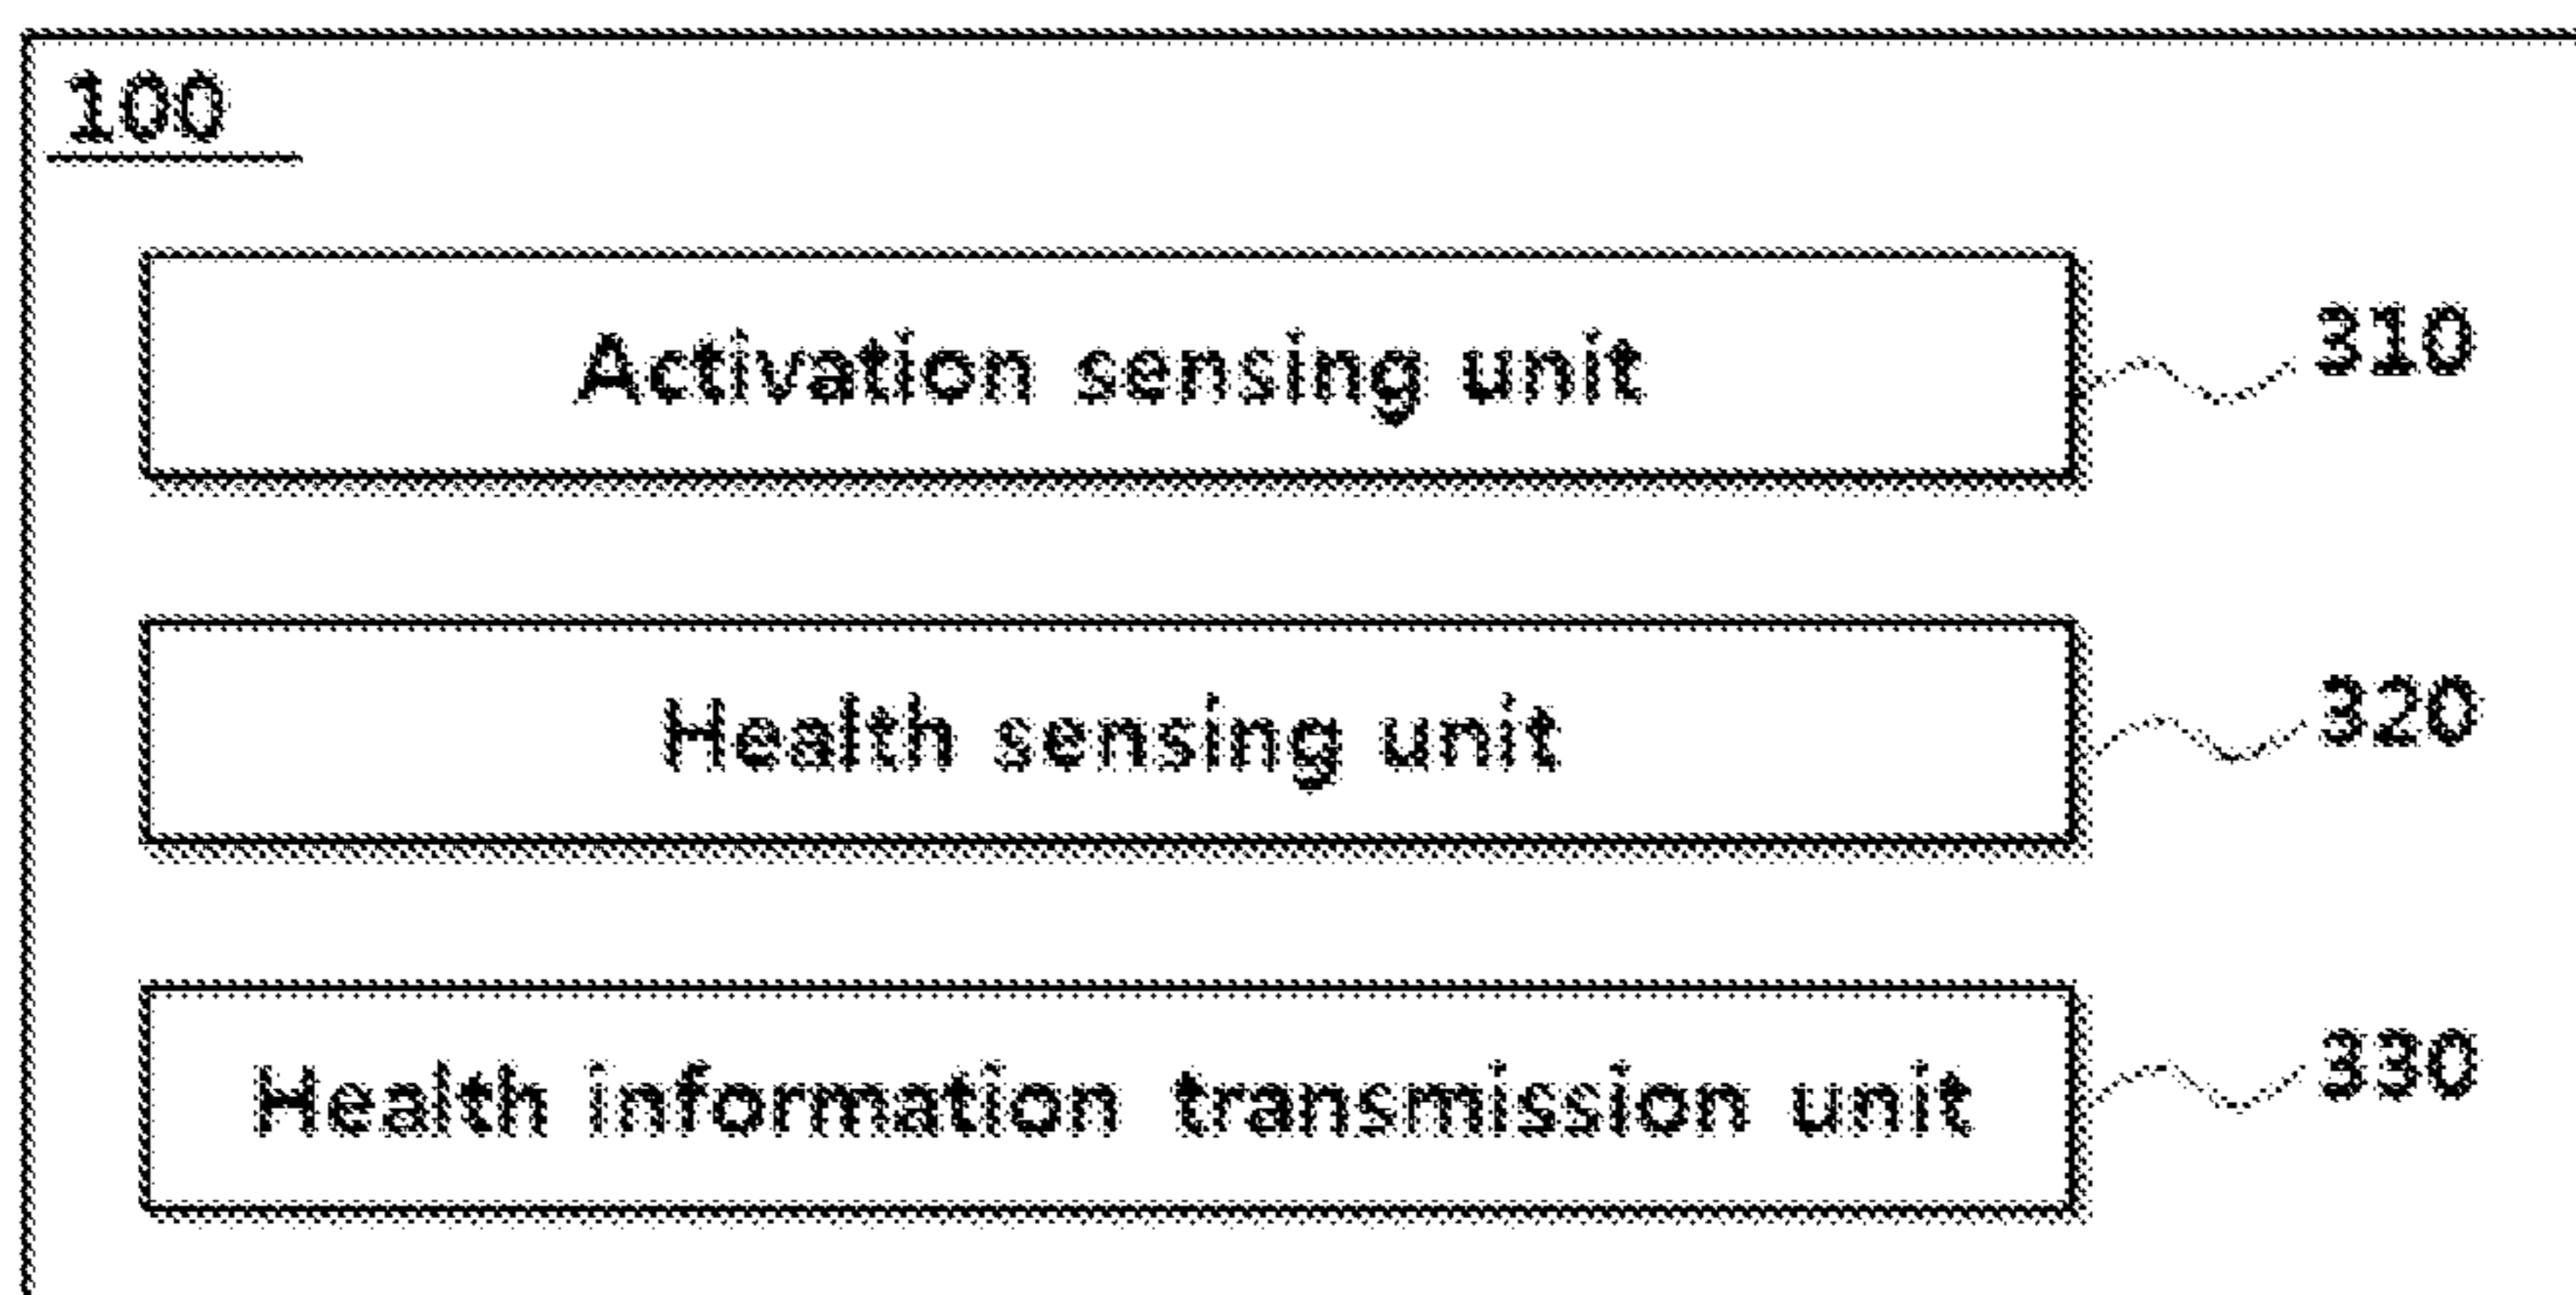 100
Activation sensing unit
310
Health sensing unit
320
Health information transmission unit
330